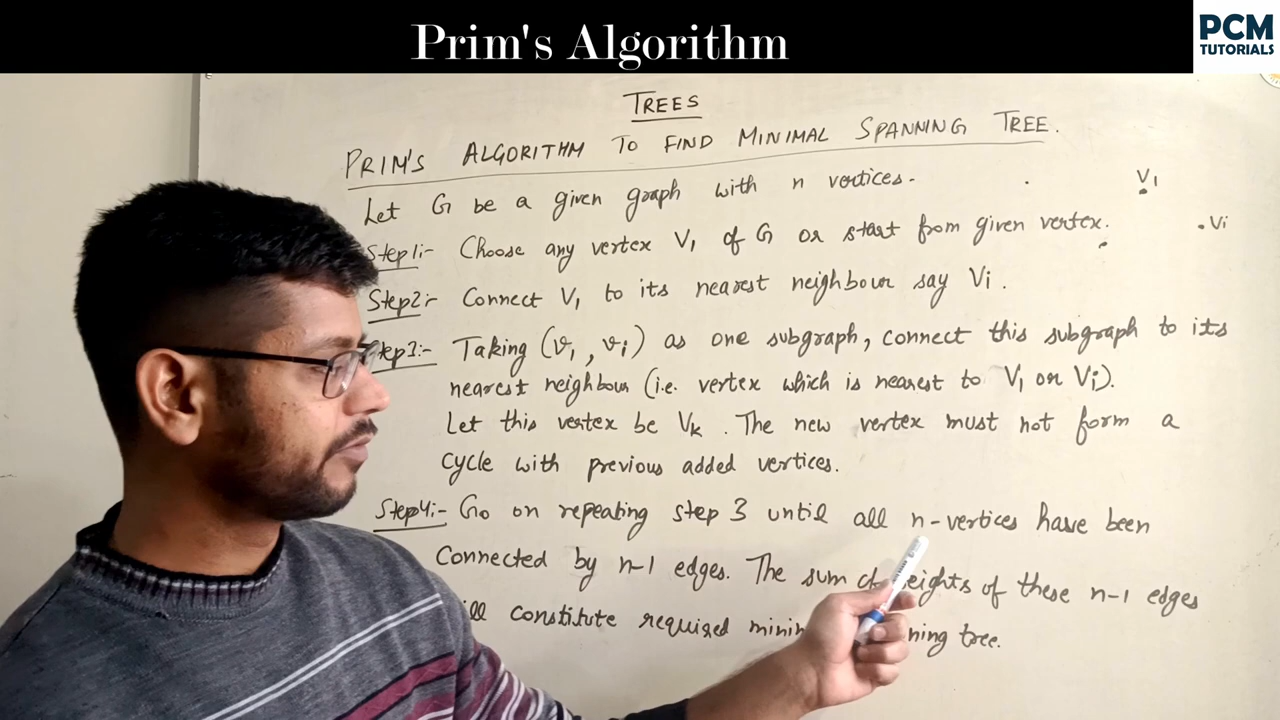 Prim's Algorithm
PCM
TUTORIALS
TREES
PRIM'S ALGORITHM TO FIND MINIMAL SPANNING TREE.
Let G be a given graph with n vertices.
V1
Step1:- Choose any vertex V1 of G or start from given vertex.
Vi
Step2:- Connect V1 to its nearest neighbour say Vi.
Taking (v1, vi) as one subgraph, connect this subgraph to its
nearest neighbour (i.e. vertex which is nearest to V1 or Vi).
Let this vertex be Vk. The new vertex must not form a
cycle with previous added vertices.
Step4:- Go on repeating step 3 until all n-vertices have been
Connected by n-1 edges. The sum of eights of these n-1 edges
constitute required ning tree.